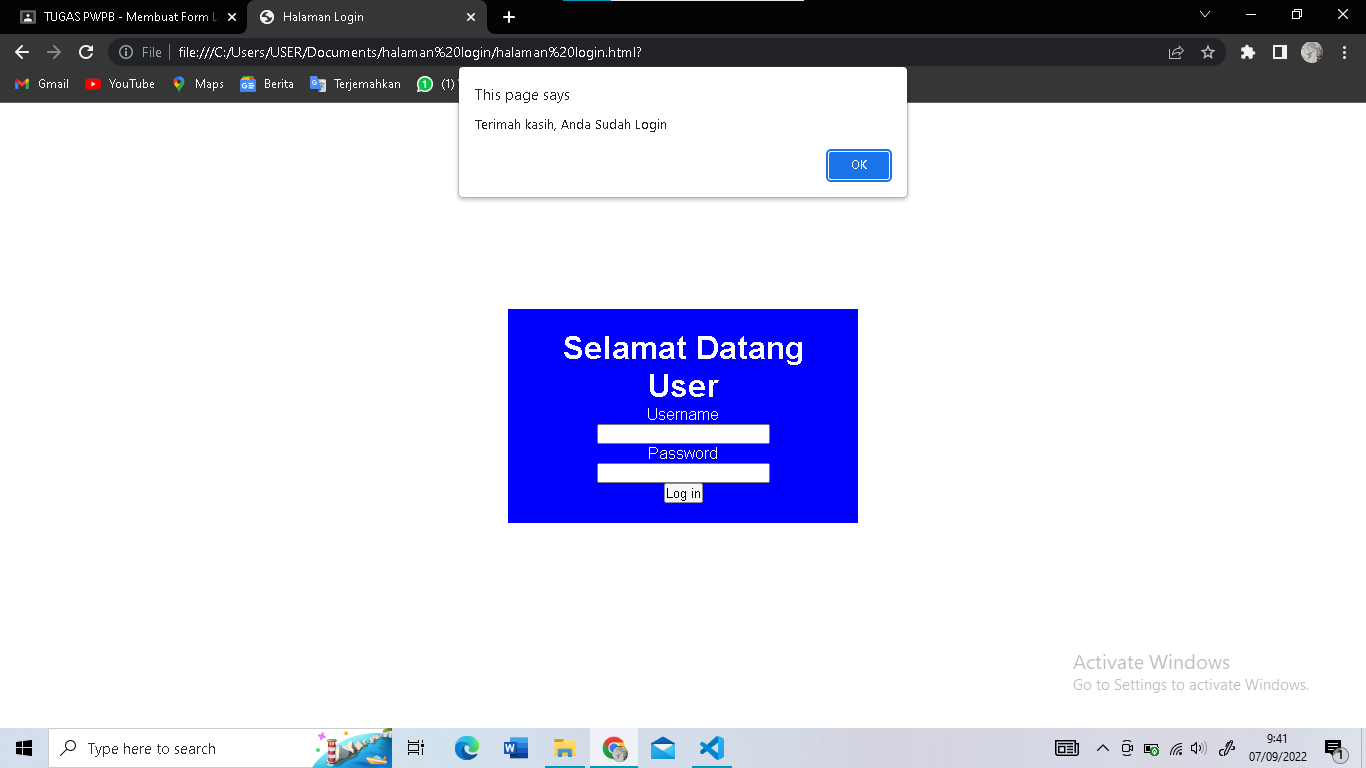 TUGAS PWPB - Membuat Form L
Halaman Login
File
file:///C:/Users/USER/Documents/halaman%20login/halaman%20login.html?
Gmail
YouTube
Maps
Berita
Terjemahkan
(1)
This page says
Terimah kasih, Anda Sudah Login
OK
Selamat Datang
User
Username
Password
Log in
Activate Windows
Go to Settings to activate Windows.
Type here to search
9:41
07/09/2022
1